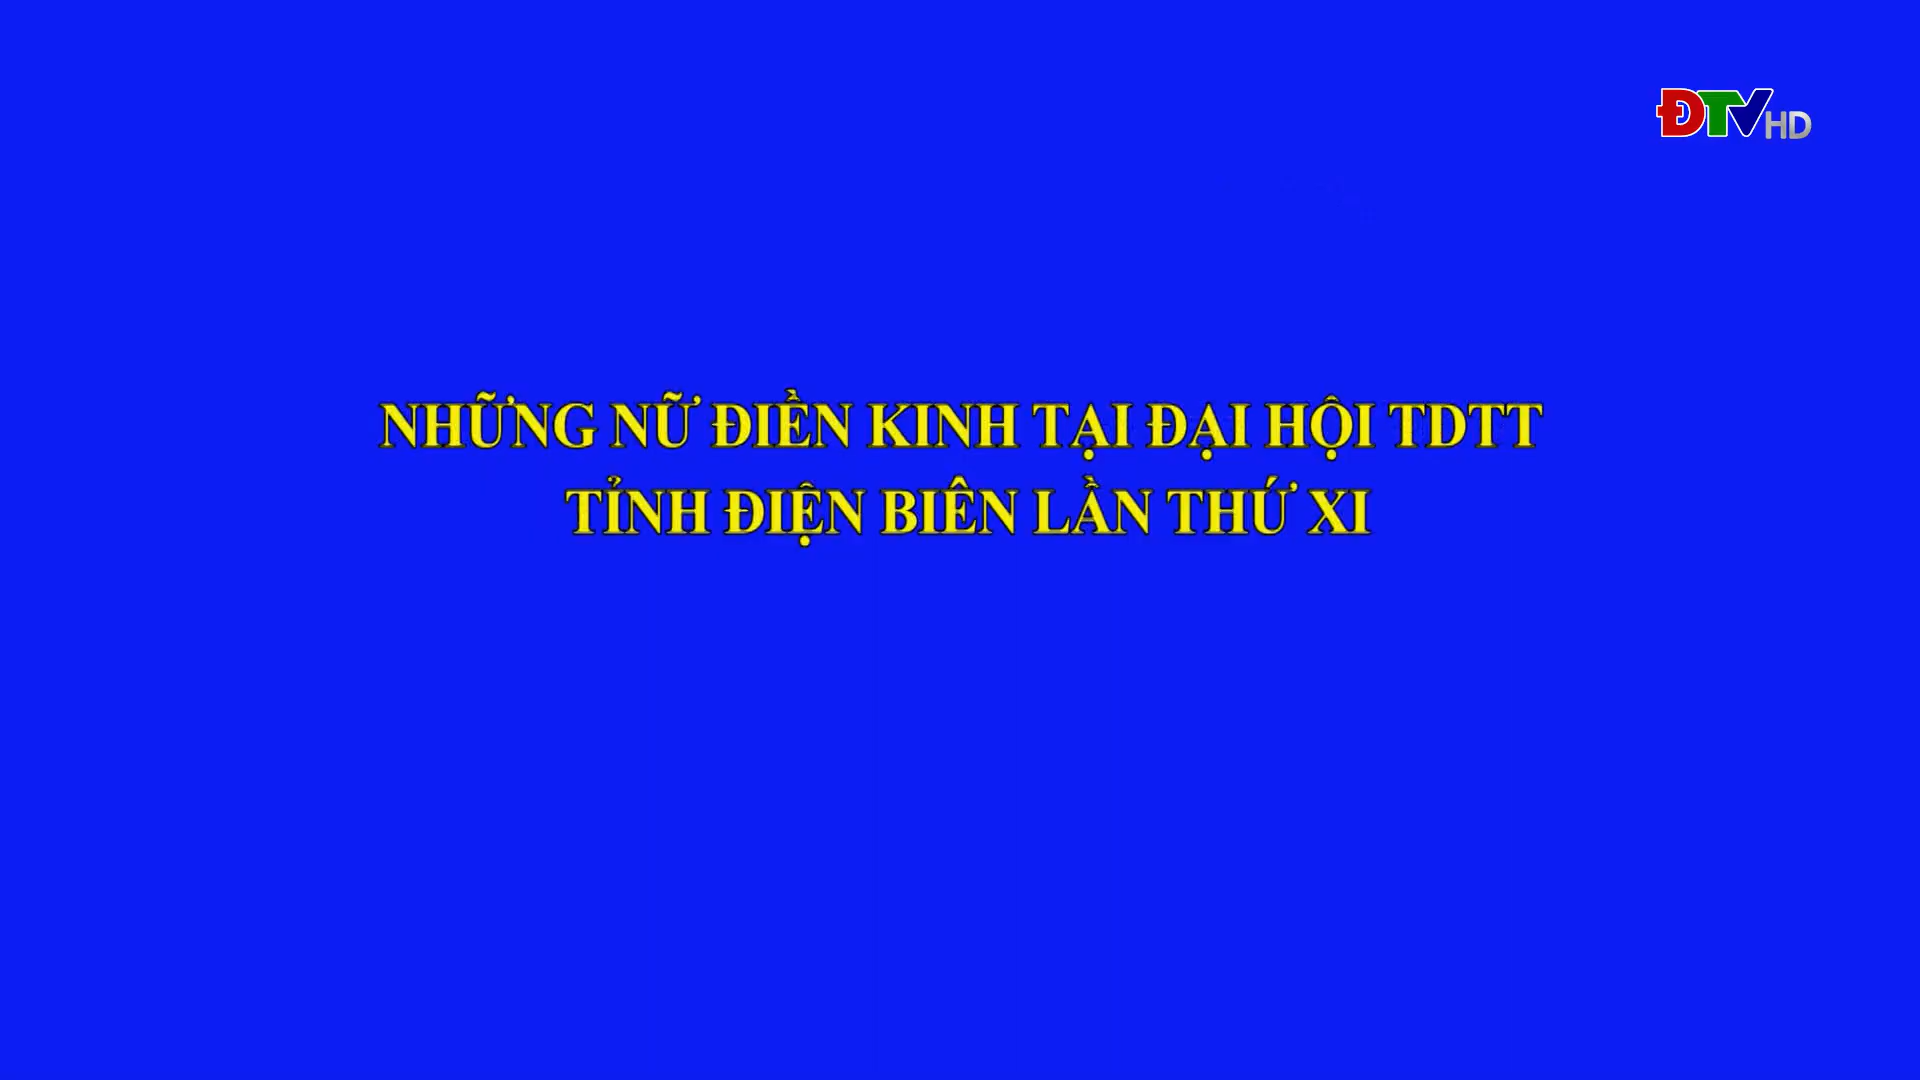 ĐTV HD
NHỮNG NỮ ĐIỀN KINH TẠI ĐẠI HỘI TDTT
TỈNH ĐIỆN BIÊN LẦN THỨ XI